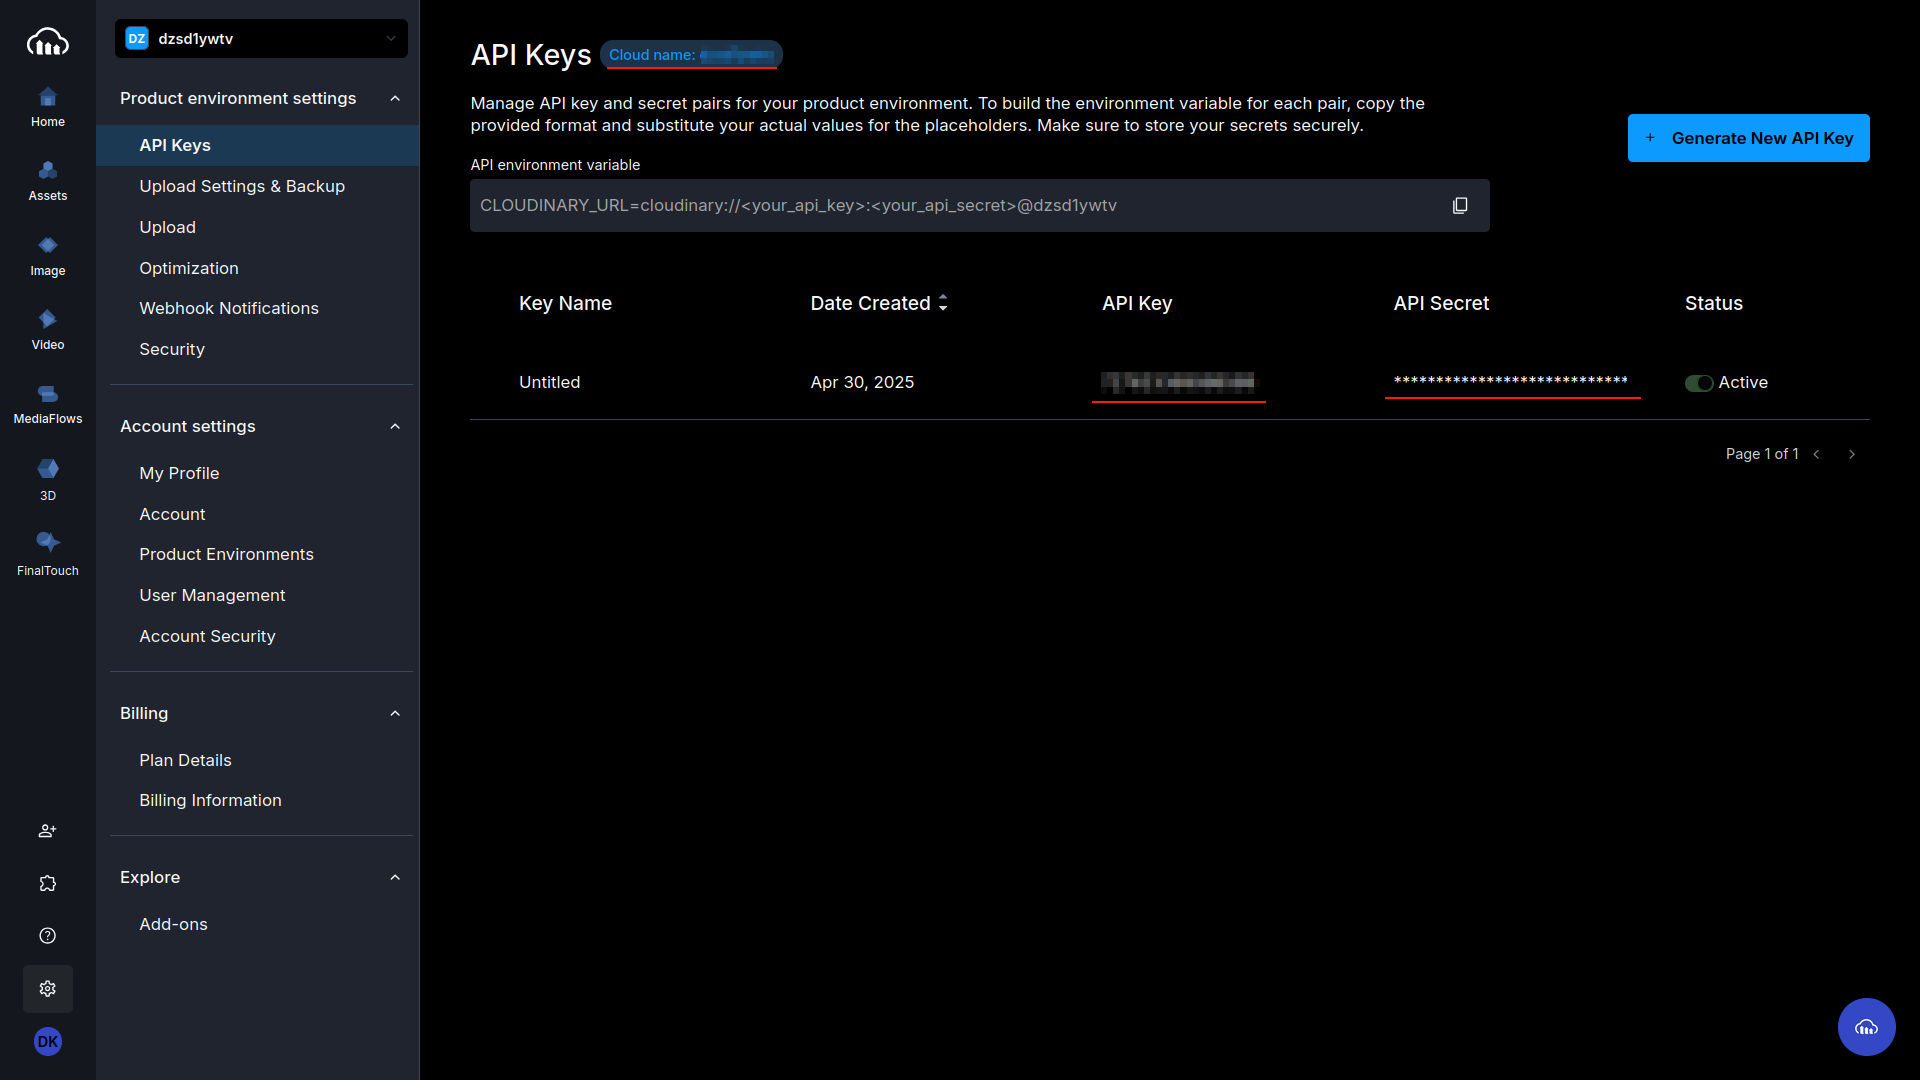 DZ dzsd1ywtv
Home
Assets
Image
Video
MediaFlows
3D
FinalTouch
DK
Product environment settings
API Keys
Upload Settings & Backup
Upload
Optimization
Webhook Notifications
Security
Account settings
My Profile
Account
Product Environments
User Management
Account Security
Billing
Plan Details
Billing Information
Explore
Add-ons
API Keys Cloud name:
Manage API key and secret pairs for your product environment. To build the environment variable for each pair, copy the
provided format and substitute your actual values for the placeholders. Make sure to store your secrets securely.
+ Generate New API Key
API environment variable
CLOUDINARY_URL=cloudinary://<your_api_key>:<your_api_secret>@dzsd1ywtv
Key Name Date Created API Key API Secret Status
Untitled Apr 30, 2025 *************************** Active
Page 1 of 1